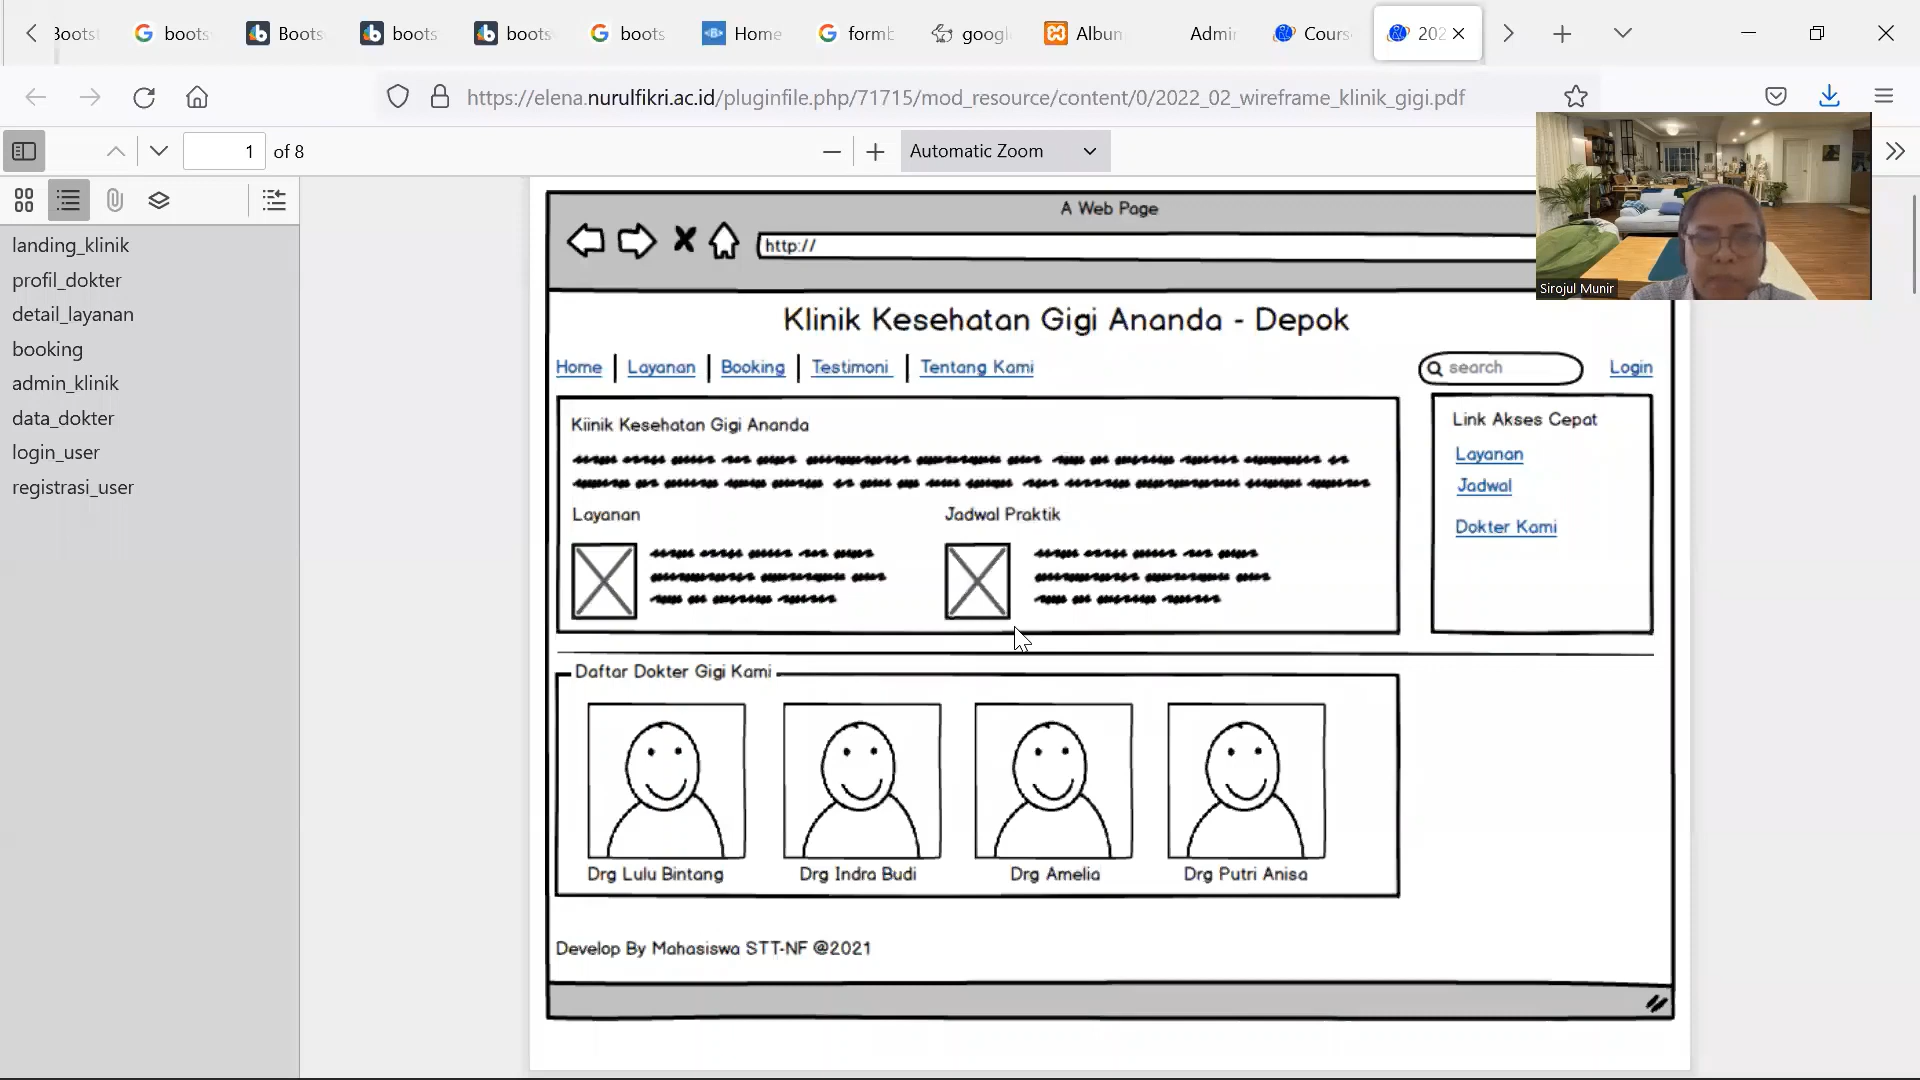 Boots
boots
Boots
boots
boots
boots
Home
formb
googl
Album
Admin
Cours
202
https://elena.nurulfikri.ac.id/pluginfile.php/71715/mod_resource/content/0/2022_02_wireframe_klinik_gigi.pdf
1 of 8
Automatic Zoom
Sirojul Munir
landing_klinik
profil_dokter
detail_layanan
booking
admin_klinik
data_dokter
login_user
registrasi_user
A Web Page
http://
Klinik Kesehatan Gigi Ananda - Depok
Home Layanan Booking Testimoni Tentang Kami
search
Login
Kiinik Kesehatan Gigi Ananda
Layanan
Jadwal Praktik
Link Akses Cepat
Layanan
Jadwal
Dokter Kami
Daftar Dokter Gigi Kami
Drg Lulu Bintang
Drg Indra Budi
Drg Amelia
Drg Putri Anisa
Develop By Mahasiswa STT-NF @2021